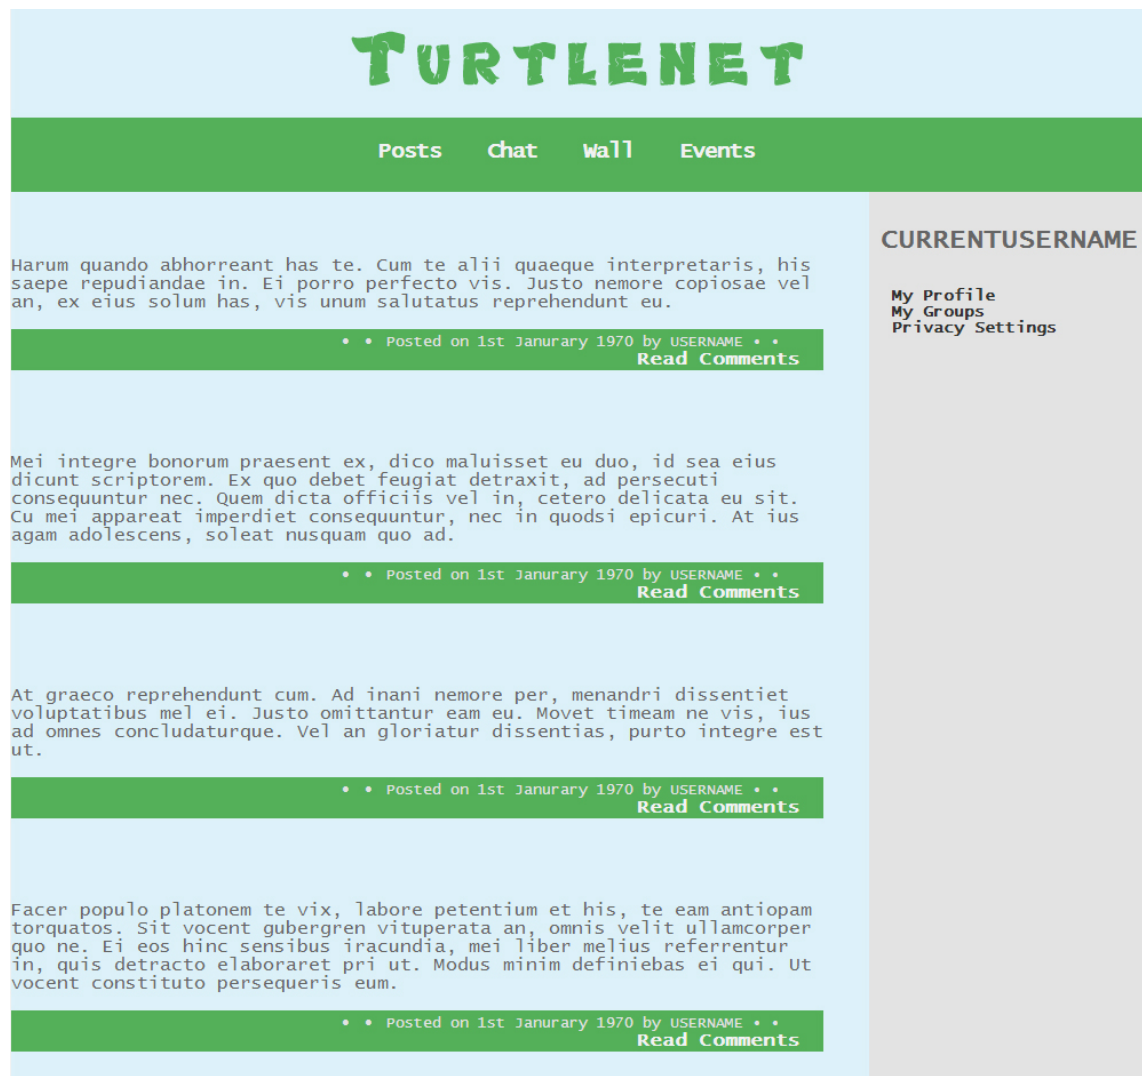 TURTLENET
Posts Chat Wall Events
CURRENTUSERNAME
My Profile
My Groups
Privacy Settings
Harum quando abhorreant has te. Cum te alii quaeque interpretaris, his
saepe repudiandae in. Ei porro perfecto vis. Justo nemore copiosae vel
an, ex eius solum has, vis unum salutatus reprehendunt eu.
• • Posted on 1st Janurary 1970 by USERNAME • •
Read Comments
Mei integre bonorum praesent ex, dico maluisset eu duo, id sea eius
dicunt scriptorem. Ex quo debet feugiat detraxit, ad persecuti
consequuntur nec. Quem dicta officiis vel in, cetero delicata eu sit.
Cu mei appareat imperdiet consequuntur, nec in quodsi epicuri. At ius
agam adolescens, soleat nusquam quo ad.
• • Posted on 1st Janurary 1970 by USERNAME • •
Read Comments
At graeco reprehendunt cum. Ad inani nemore per, menandri dissentiet
voluptatibus mel ei. Justo omittantur eam eu. Movet timeam ne vis, ius
ad omnes concludaturque. Vel an gloriatur dissentias, purto integre est
ut.
• • Posted on 1st Janurary 1970 by USERNAME • •
Read Comments
Facer populo platonem te vix, labore petentium et his, te eam antiopam
torquatos. Sit vocent gubergren vituperata an, omnis velit ullamcorper
quo ne. Ei eos hinc sensibus iracundia, mei liber melius referrentur
in, quis detracto elaboraret pri ut. Modus minim definiebas ei qui. Ut
vocent constituto persequeris eum.
• • Posted on 1st Janurary 1970 by USERNAME • •
Read Comments